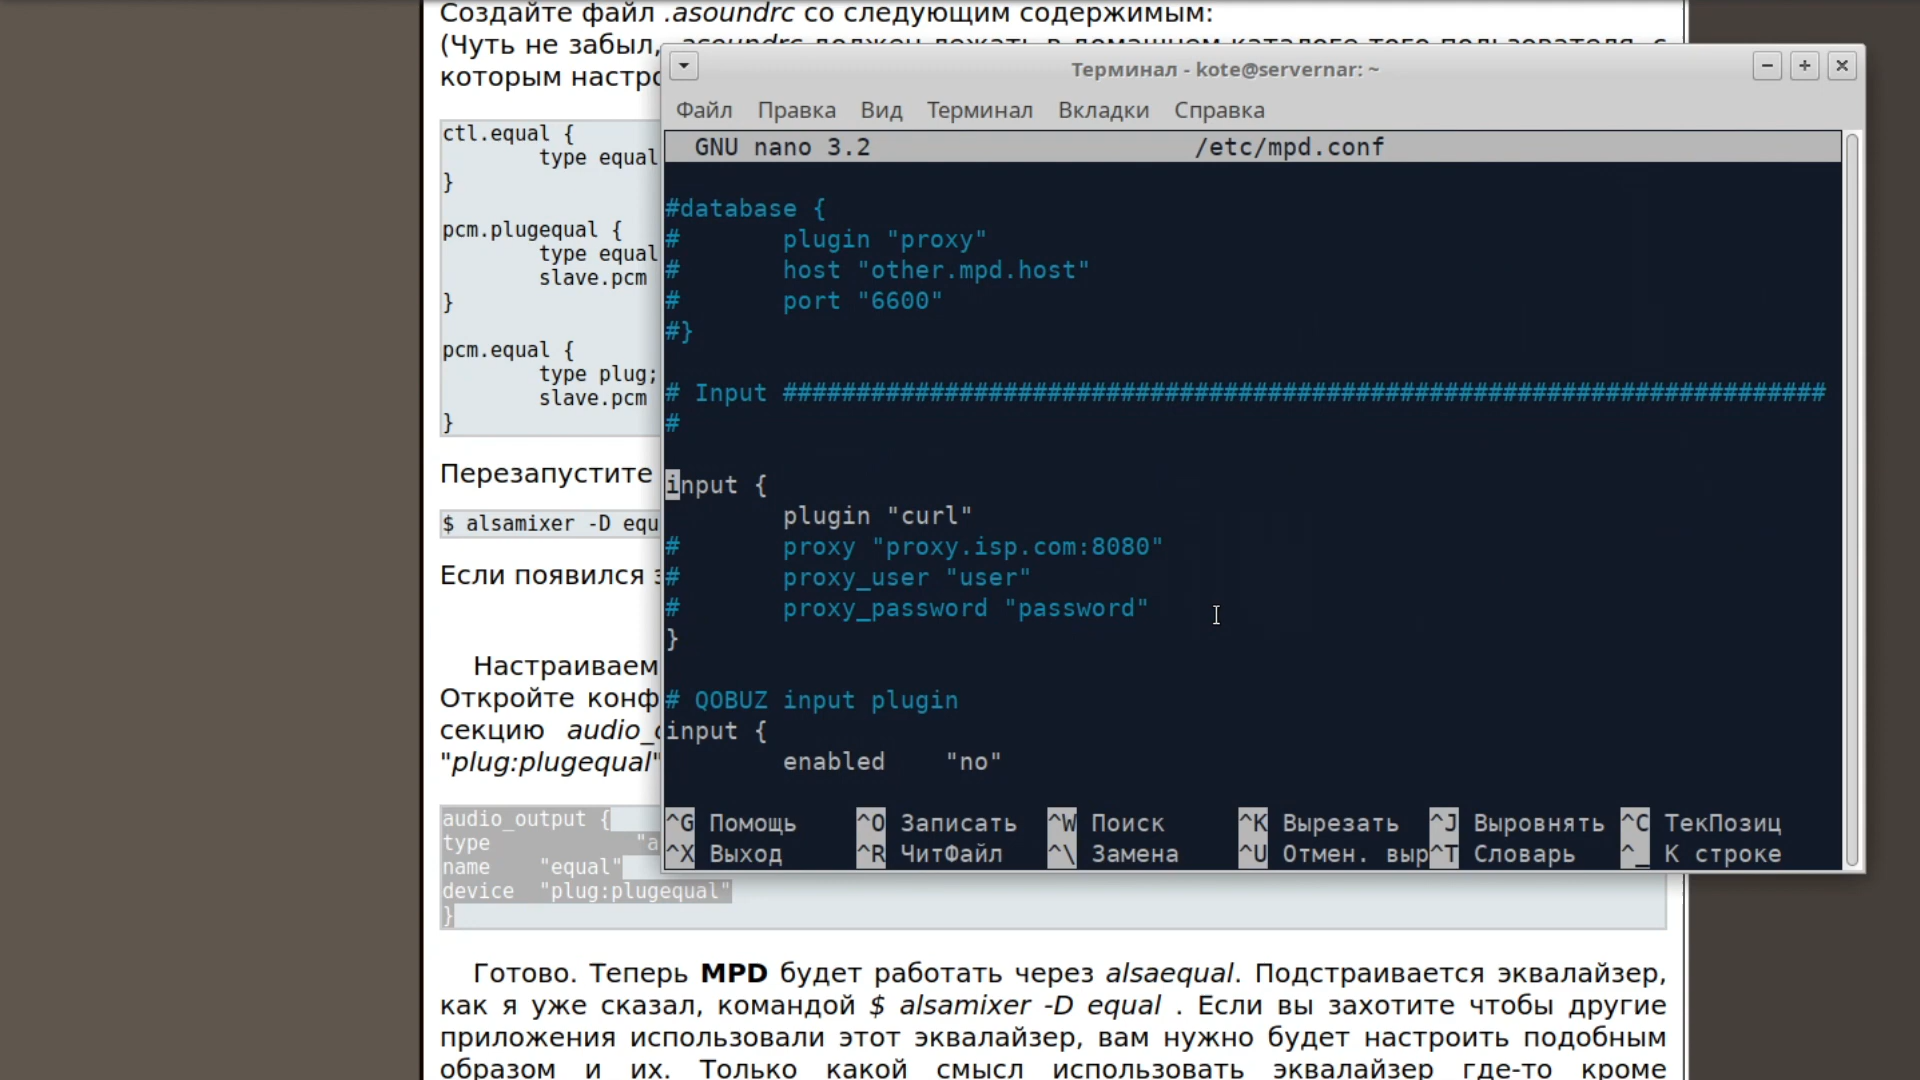 Создайте файл .asoundrc со следующим содержимым:
(Чуть не забыл,
которым настро
ctl.equal {
type equal
}
pcm.plugequal {
type equal
slave.pcm
}
pcm.equal {
type plug;
slave.pcm
}
Перезапустите
$ alsamixer -D equ
Если появился
Настраиваем
Откройте конф
секцию audio_
"plug:plugequal"
audio_output {
type "a
name "equal"
device "plug:plugequal"
}
Готово. Теперь MPD будет работать через alsaequal. Подстраивается эквалайзер,
как я уже сказал, командой $ alsamixer -D equal . Если вы захотите чтобы другие
приложения использовали этот эквалайзер, вам нужно будет настроить подобным
образом и их. Только какой смысл использовать эквалайзер где-то кроме
Терминал - kote@servernar: ~
Файл Правка Вид Терминал Вкладки Справка
GNU nano 3.2 /etc/mpd.conf
#database {
# plugin "proxy"
# host "other.mpd.host"
# port "6600"
#}
# Input #######################################################################
#
input {
plugin "curl"
# proxy "proxy.isp.com:8080"
# proxy_user "user"
# proxy_password "password"
}
# QOBUZ input plugin
input {
enabled "no"
^G Помощь ^O Записать ^W Поиск ^K Вырезать ^J Выровнять ^C ТекПозиц
^X Выход ^R ЧитФайл ^\ Замена ^U Отмен. выр ^T Словарь ^_ К строке